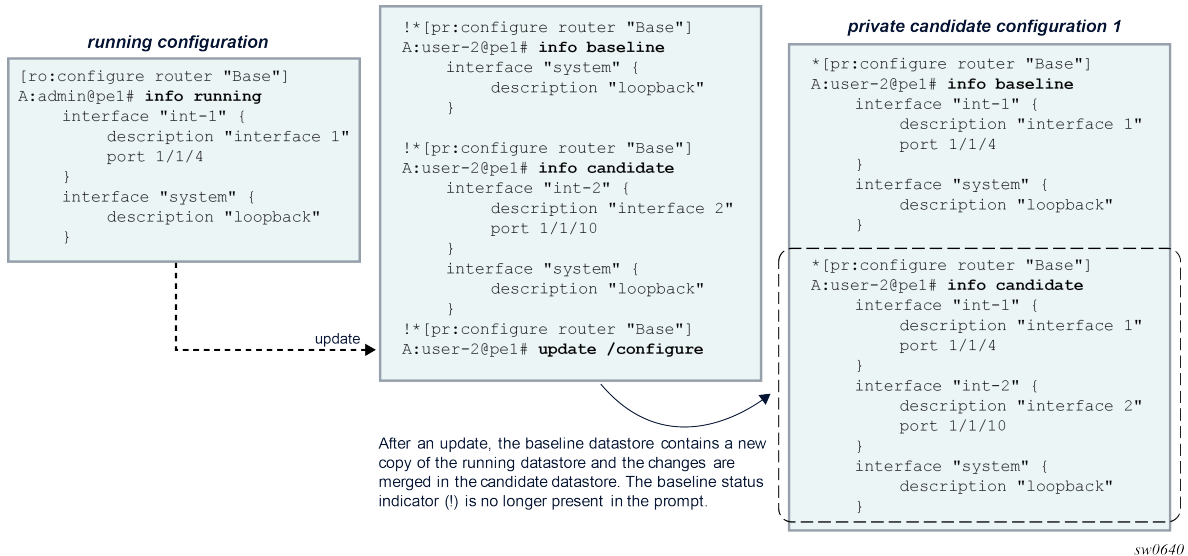 running configuration
[ro:configure router "Base"]
A:admin@pe1# info running
interface "int-1" {
description "interface 1"
port 1/1/4
}
interface "system" {
description "loopback"
}
update
!*[pr:configure router "Base"]
A:user-2@pe1# info baseline
interface "system" {
description "loopback"
}
!*[pr:configure router "Base"]
A:user-2@pe1# info candidate
interface "int-2" {
description "interface 2"
port 1/1/10
}
interface "system" {
description "loopback"
}
!*[pr:configure router "Base"]
A:user-2@pe1# update /configure
After an update, the baseline datastore contains a new
copy of the running datastore and the changes are
merged in the candidate datastore. The baseline status
indicator (!) is no longer present in the prompt.
private candidate configuration 1
*[pr:configure router "Base"]
A:user-2@pe1# info baseline
interface "int-1" {
description "interface 1"
port 1/1/4
}
interface "system" {
description "loopback"
}
*[pr:configure router "Base"]
A:user-2@pe1# info candidate
interface "int-1" {
description "interface 1"
port 1/1/4
}
interface "int-2" {
description "interface 2"
port 1/1/10
}
interface "system" {
description "loopback"
}
sw0640